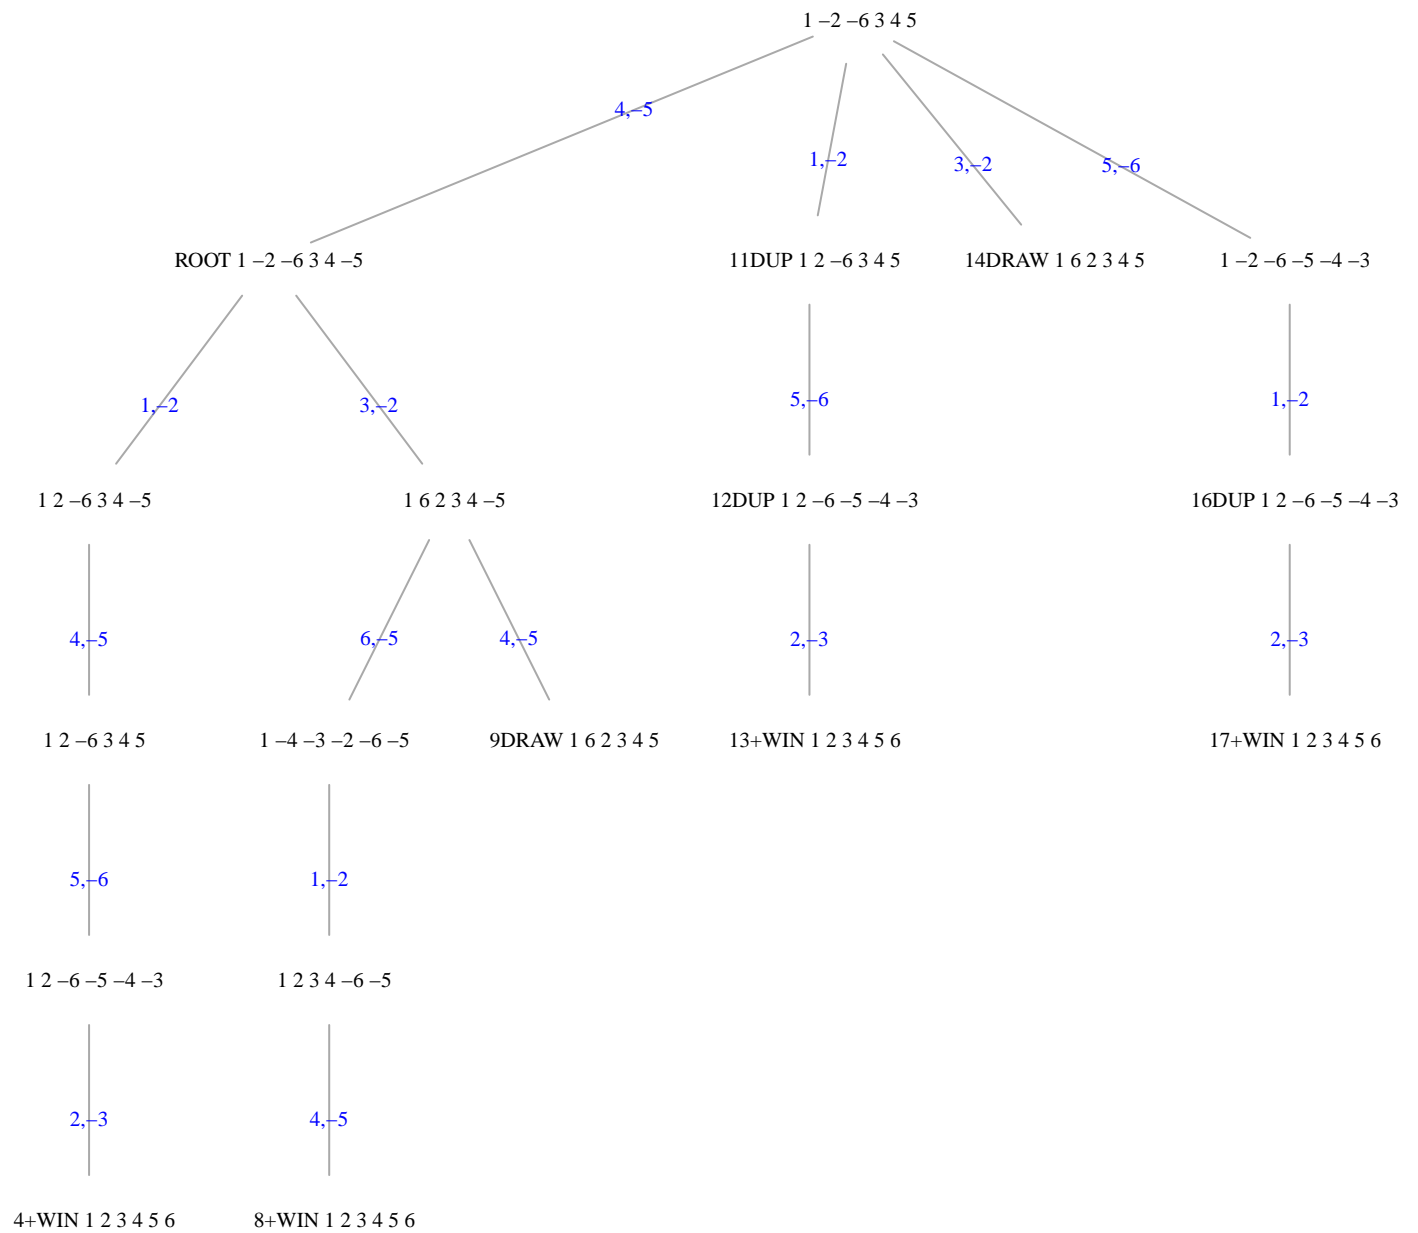 1 –2 –6 3 4 5
4,–5
1,–2
3,–2
5,–6
ROOT 1 –2 –6 3 4 –5
11DUP 1 2 –6 3 4 5
14DRAW 1 6 2 3 4 5
1 –2 –6 –5 –4 –3
1,–2
3,–2
5,–6
1,–2
1 2 –6 3 4 –5
1 6 2 3 4 –5
12DUP 1 2 –6 –5 –4 –3
16DUP 1 2 –6 –5 –4 –3
4,–5
6,–5
4,–5
2,–3
2,–3
1 2 –6 3 4 5
1 –4 –3 –2 –6 –5
9DRAW 1 6 2 3 4 5
13+WIN 1 2 3 4 5 6
17+WIN 1 2 3 4 5 6
5,–6
1,–2
1 2 –6 –5 –4 –3
1 2 3 4 –6 –5
2,–3
4,–5
4+WIN 1 2 3 4 5 6
8+WIN 1 2 3 4 5 6